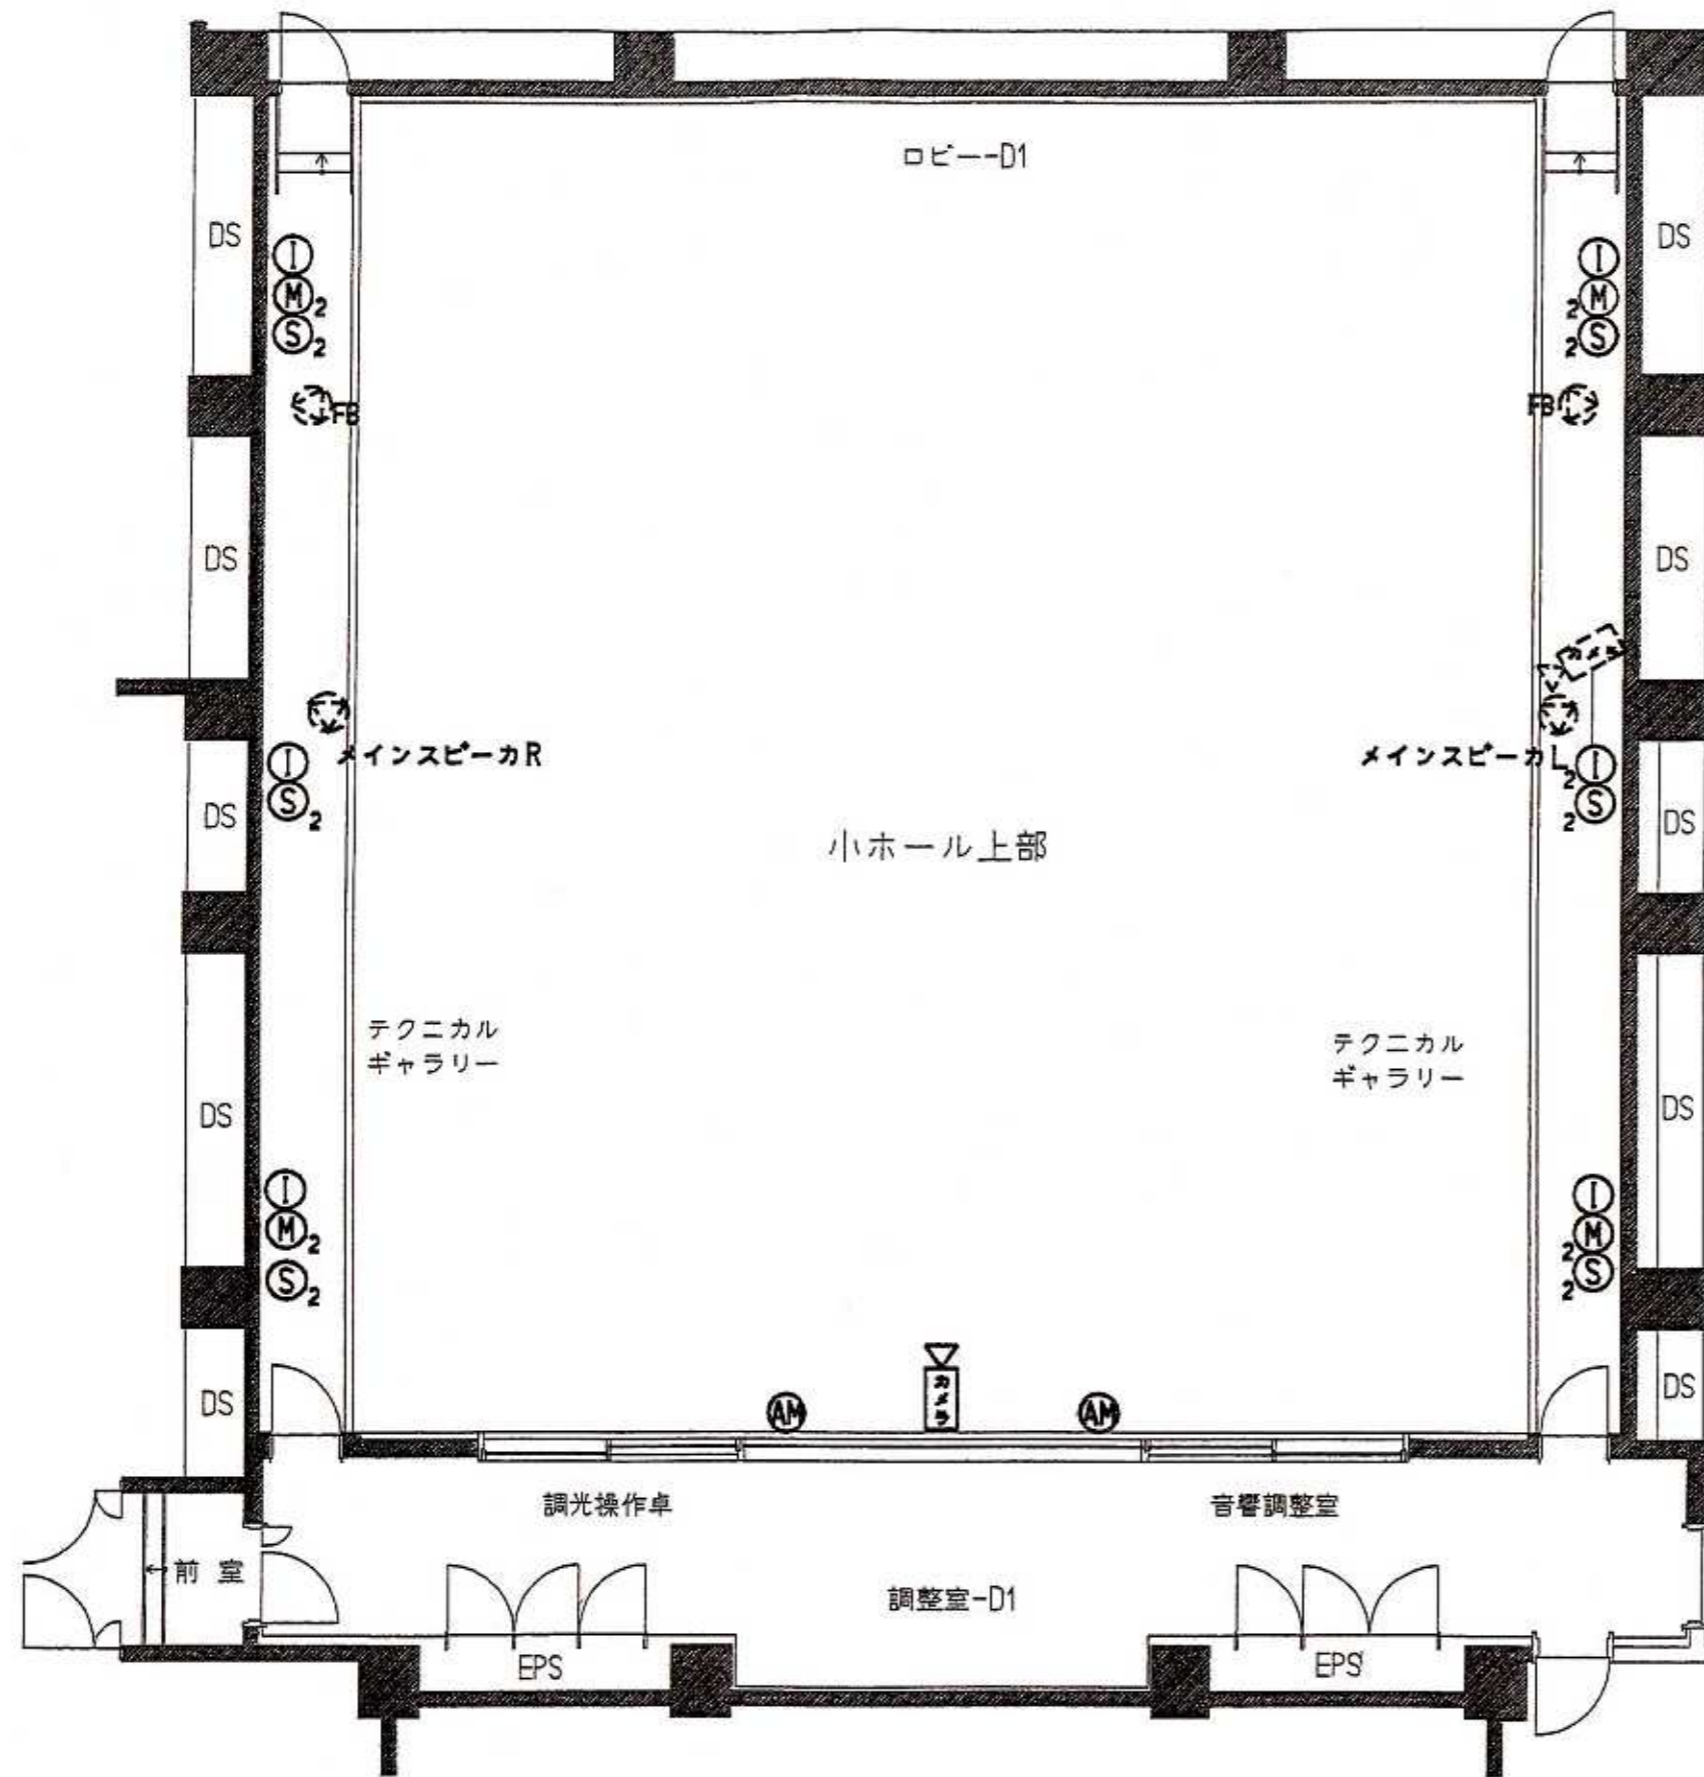 ロビー-D1
DS
DS
I
M2
S2
I
2M
2S
FB
FB
DS
DS
カメラ
メインスピーカR
メインスピーカL
I
S2
2I
2S
DS
DS
小ホール上部
テクニカル
ギャラリー
テクニカル
ギャラリー
DS
DS
I
M2
S2
I
2M
2S
カメラ
AM
AM
DS
DS
調光操作卓
音響調整室
前室
調整室-D1
EPS
EPS